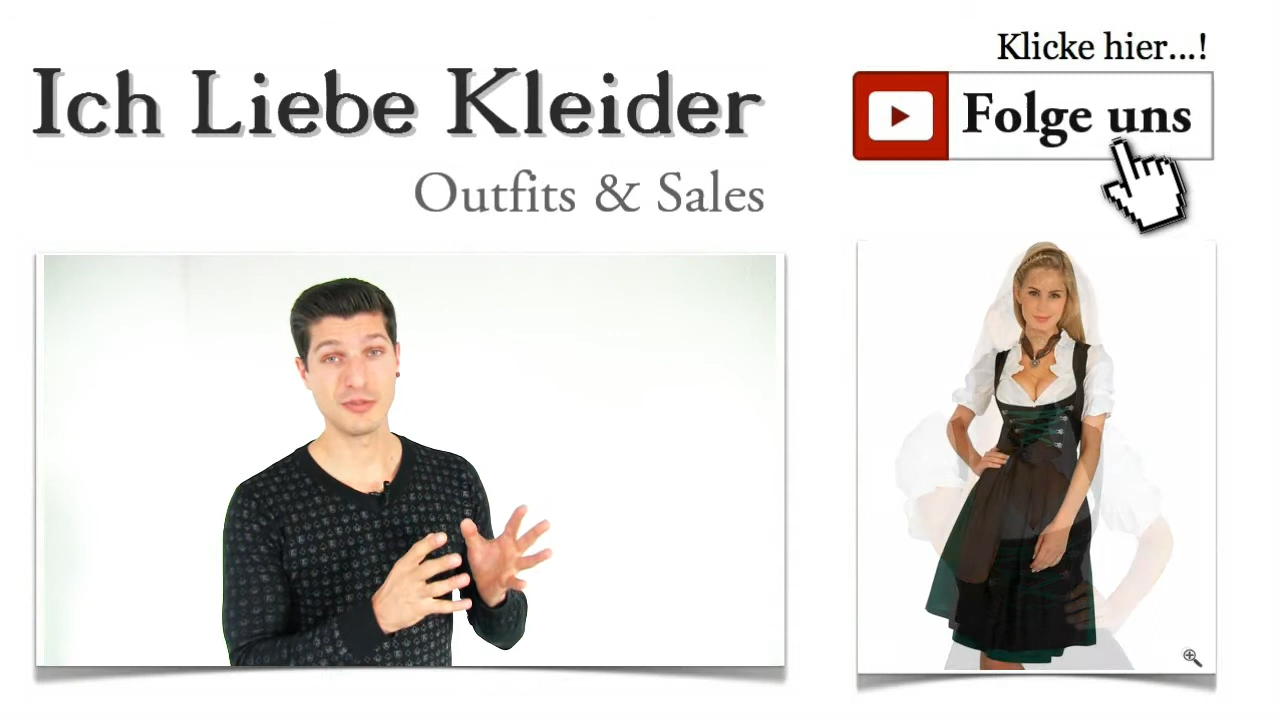 Klicke hier...!
Ich Liebe Kleider
Folge uns
Outfits & Sales